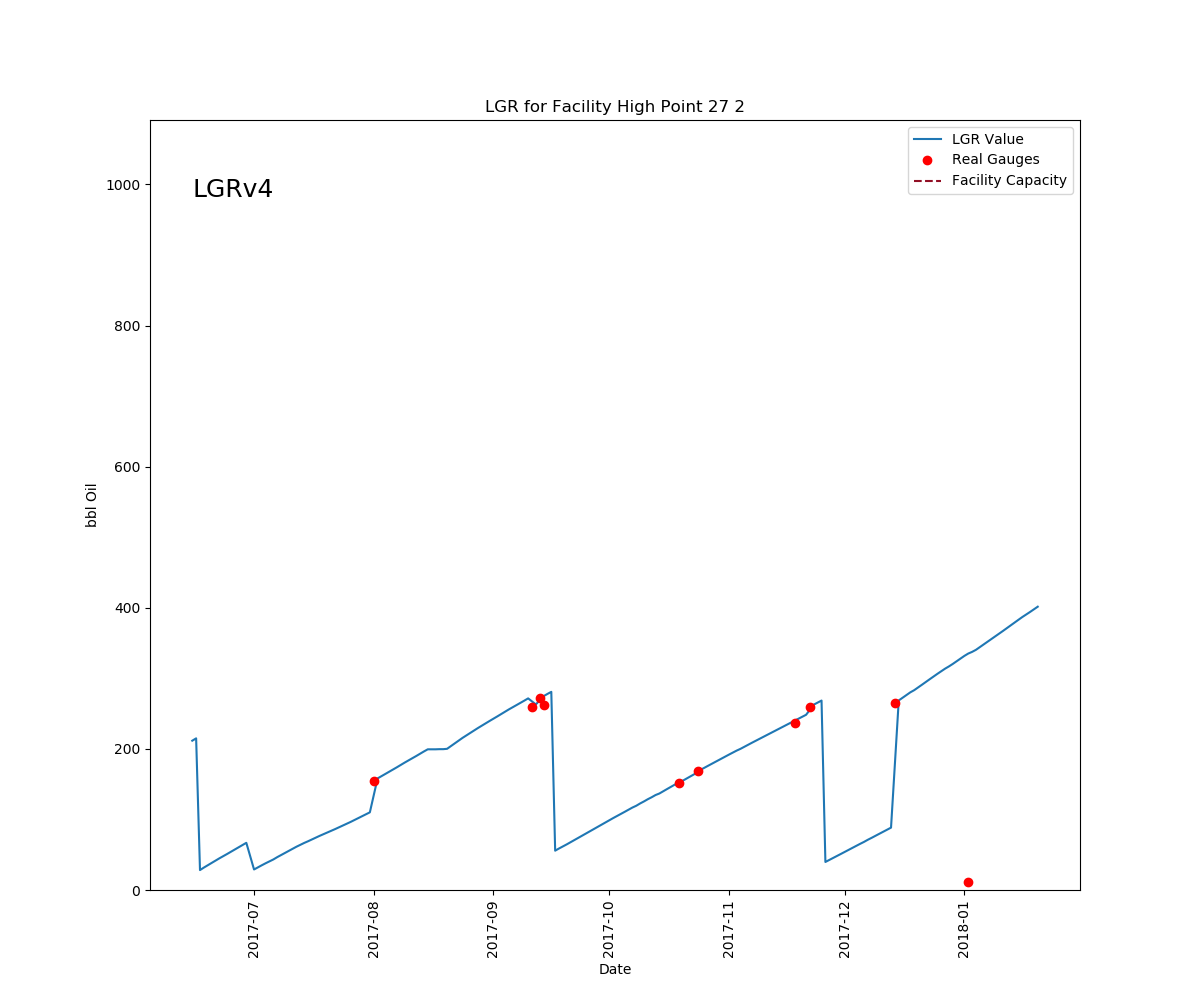 LGR for Facility High Point 27 2
LGRv4
LGR Value
Real Gauges
Facility Capacity
bbl Oil
1000
800
600
400
200
0
2017-07
2017-08
2017-09
2017-10
2017-11
2017-12
2018-01
Date